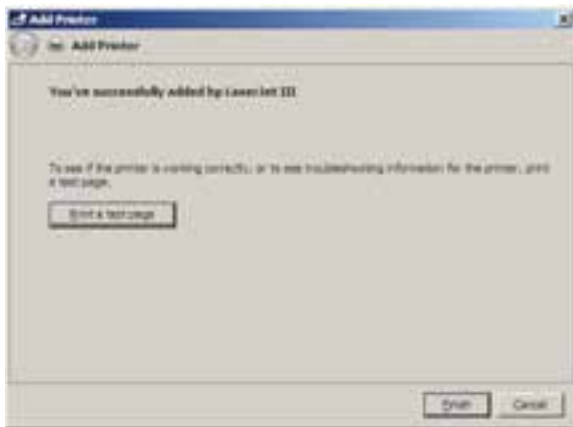 Add Printer
Add Printer
You've successfully added hp LaserJet III
To see if the printer is working correctly, or to see troubleshooting information for the printer, print
a test page.
Print a test page
Finish
Cancel